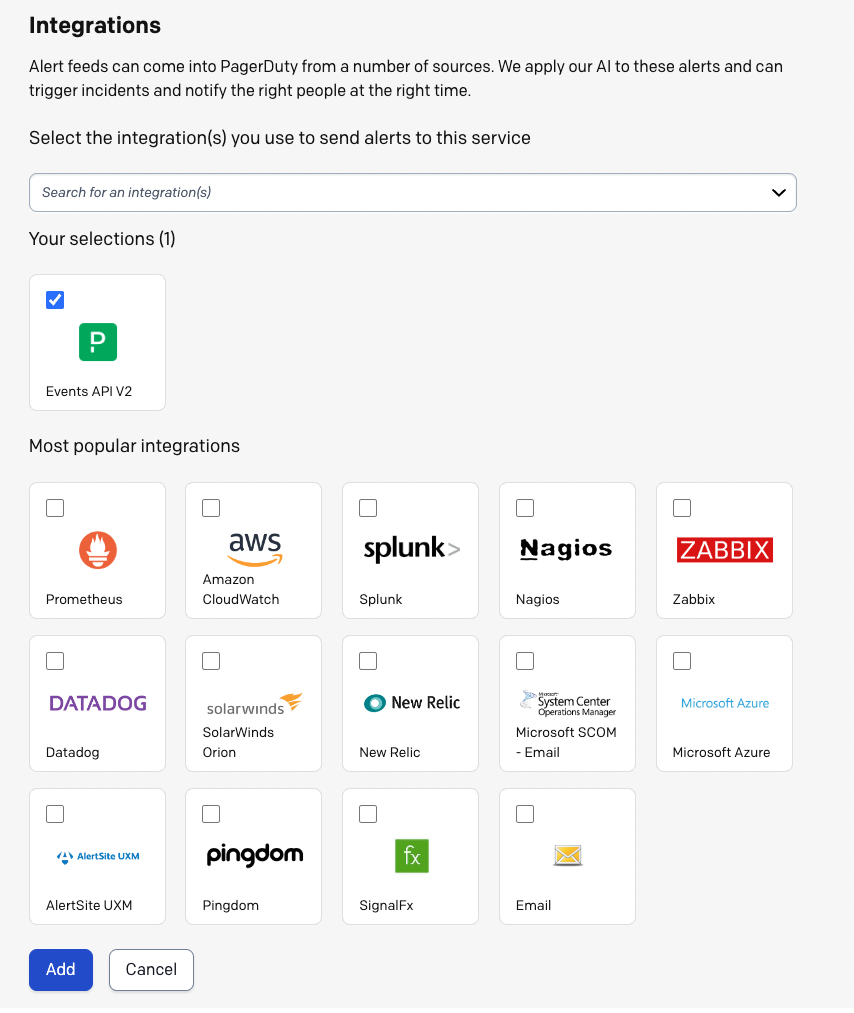 Integrations
Alert feeds can come into PagerDuty from a number of sources. We apply our AI to these alerts and can
trigger incidents and notify the right people at the right time.
Select the integration(s) you use to send alerts to this service
Search for an integration(s)
Your selections (1)
P
Events API V2
Most popular integrations
Prometheus
aws
Amazon
CloudWatch
splunk>
Splunk
Nagios
Nagios
ZABBIX
Zabbix
DATADOG
Datadog
solarwinds
SolarWinds
Orion
New Relic
New Relic
Microsoft
System Center
Operations Manager
Microsoft SCOM
- Email
Microsoft Azure
Microsoft Azure
AlertSite UXM
AlertSite UXM
pingdom
Pingdom
fx
SignalFx
Email
Add
Cancel